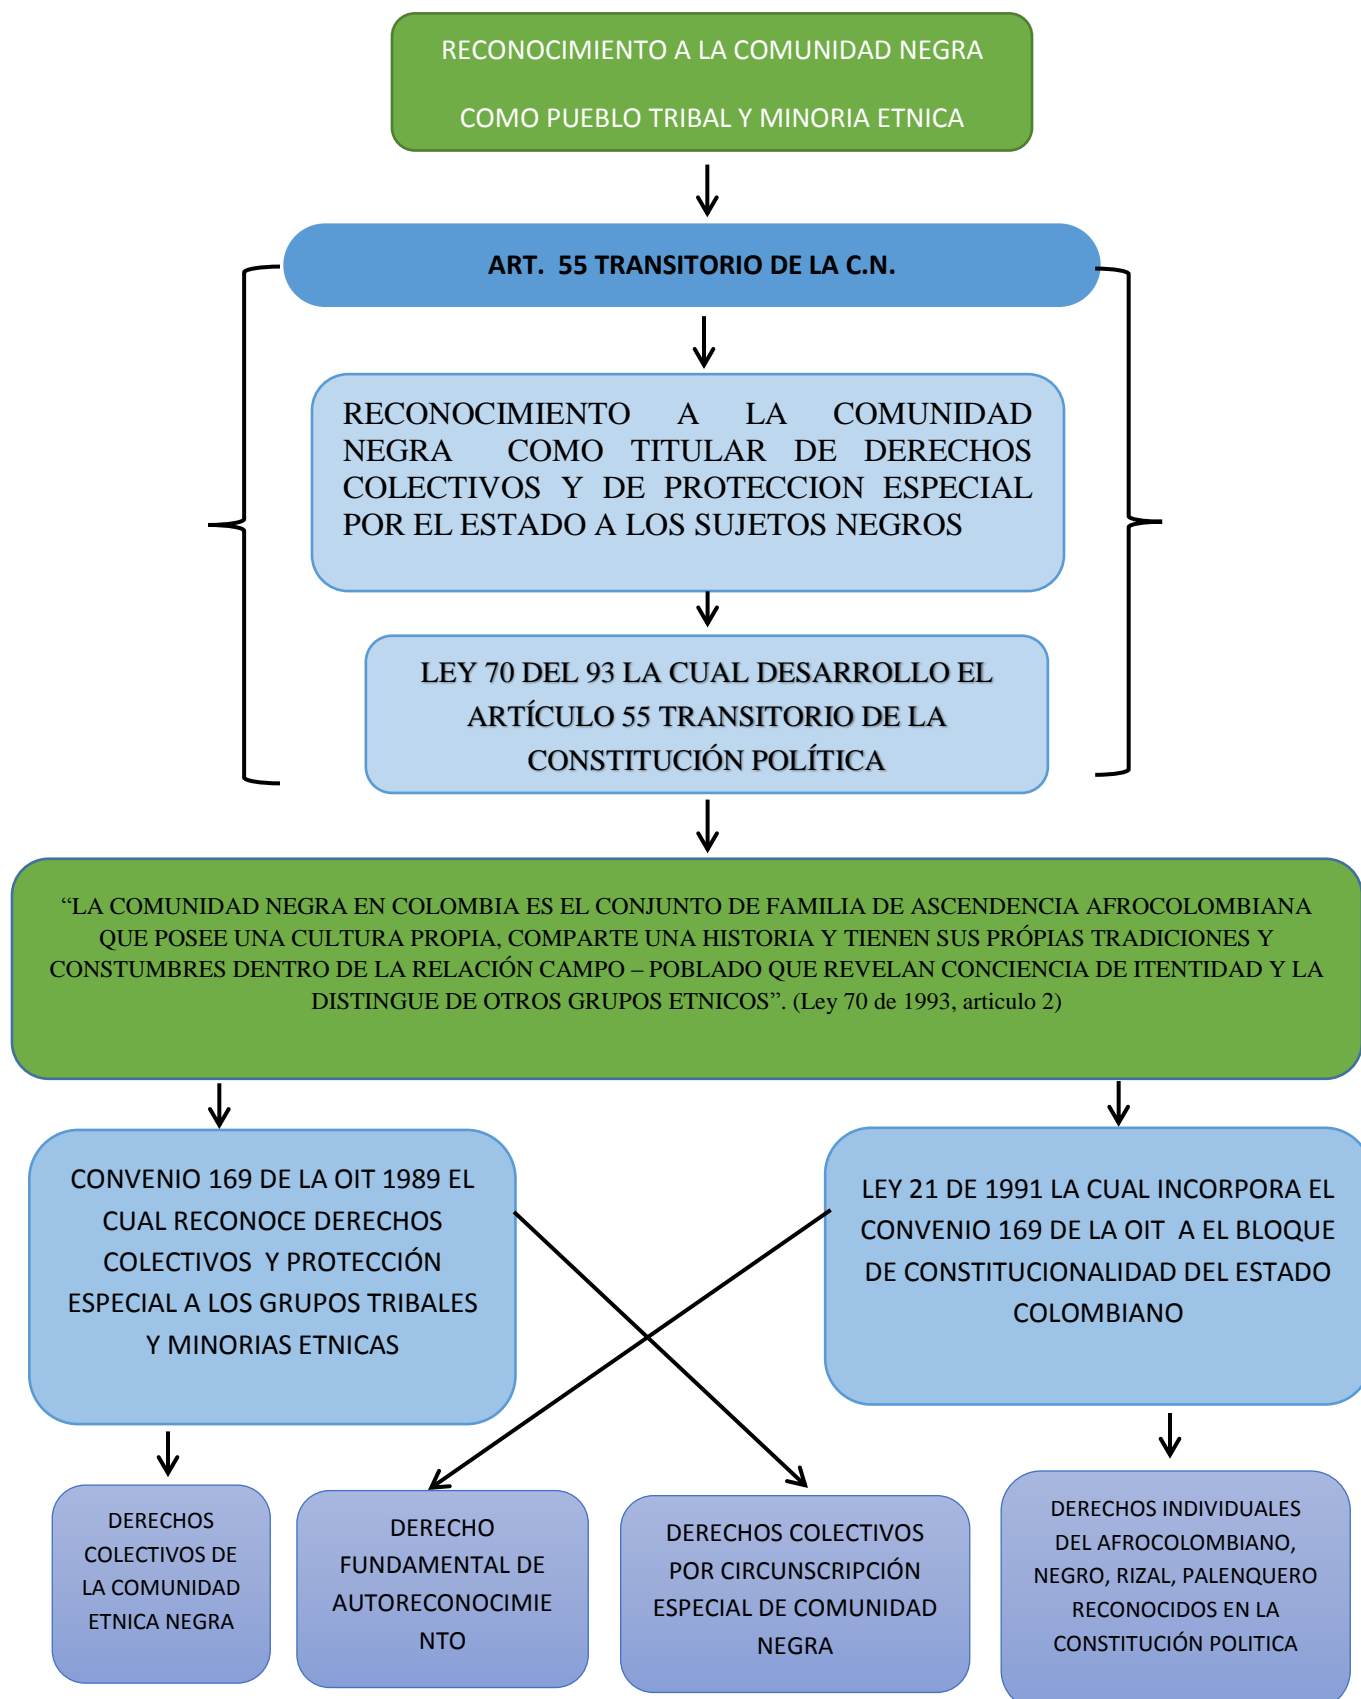 RECONOCIMIENTO A LA COMUNIDAD NEGRA
COMO PUEBLO TRIBAL Y MINORIA ETNICA
ART. 55 TRANSITORIO DE LA C.N.
RECONOCIMIENTO A LA COMUNIDAD
NEGRA COMO TITULAR DE DERECHOS
COLECTIVOS Y DE PROTECCION ESPECIAL
POR EL ESTADO A LOS SUJETOS NEGROS
LEY 70 DEL 93 LA CUAL DESARROLLO EL
ARTÍCULO 55 TRANSITORIO DE LA
CONSTITUCIÓN POLÍTICA
“LA COMUNIDAD NEGRA EN COLOMBIA ES EL CONJUNTO DE FAMILIA DE ASCENDENCIA AFROCOLOMBIANA
QUE POSEE UNA CULTURA PROPIA, COMPARTE UNA HISTORIA Y TIENEN SUS PRÓPIAS TRADICIONES Y
CONSTUMBRES DENTRO DE LA RELACIÓN CAMPO – POBLADO QUE REVELAN CONCIENCIA DE ITENTIDAD Y LA
DISTINGUE DE OTROS GRUPOS ETNICOS”. (Ley 70 de 1993, articulo 2)
CONVENIO 169 DE LA OIT 1989 EL
CUAL RECONOCE DERECHOS
COLECTIVOS Y PROTECCIÓN
ESPECIAL A LOS GRUPOS TRIBALES
Y MINORIAS ETNICAS
LEY 21 DE 1991 LA CUAL INCORPORA EL
CONVENIO 169 DE LA OIT A EL BLOQUE
DE CONSTITUCIONALIDAD DEL ESTADO
COLOMBIANO
DERECHOS
COLECTIVOS DE
LA COMUNIDAD
ETNICA NEGRA
DERECHO
FUNDAMENTAL DE
AUTORECONOCIMIE
NTO
DERECHOS COLECTIVOS
POR CIRCUNSCRIPCIÓN
ESPECIAL DE COMUNIDAD
NEGRA
DERECHOS INDIVIDUALES
DEL AFROCOLOMBIANO,
NEGRO, RIZAL, PALENQUERO
RECONOCIDOS EN LA
CONSTITUCIÓN POLITICA